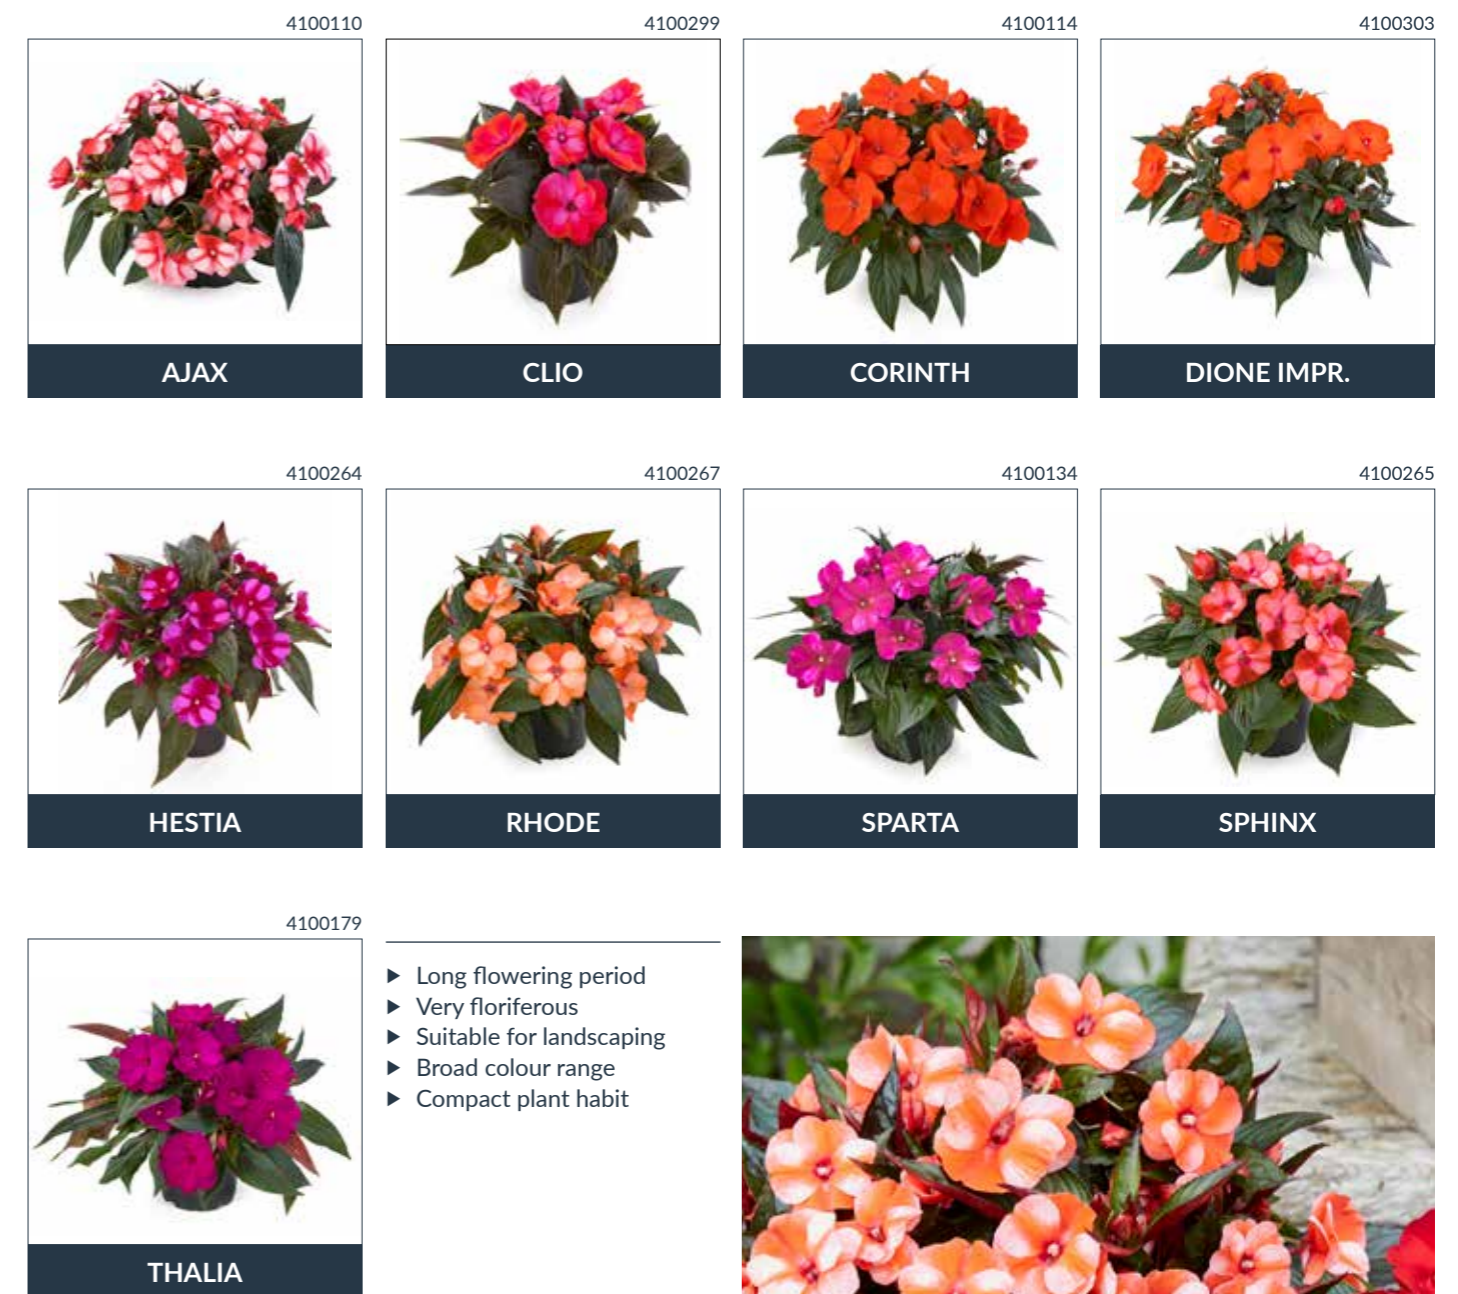 4100110
4100299
4100114
4100303
AJAX
CLIO
CORINTH
DIONE IMPR.
4100264
4100267
4100134
4100265
HESTIA
RHODE
SPARTA
SPHINX
4100179
THALIA
▶ Long flowering period
▶ Very floriferous
▶ Suitable for landscaping
▶ Broad colour range
▶ Compact plant habit